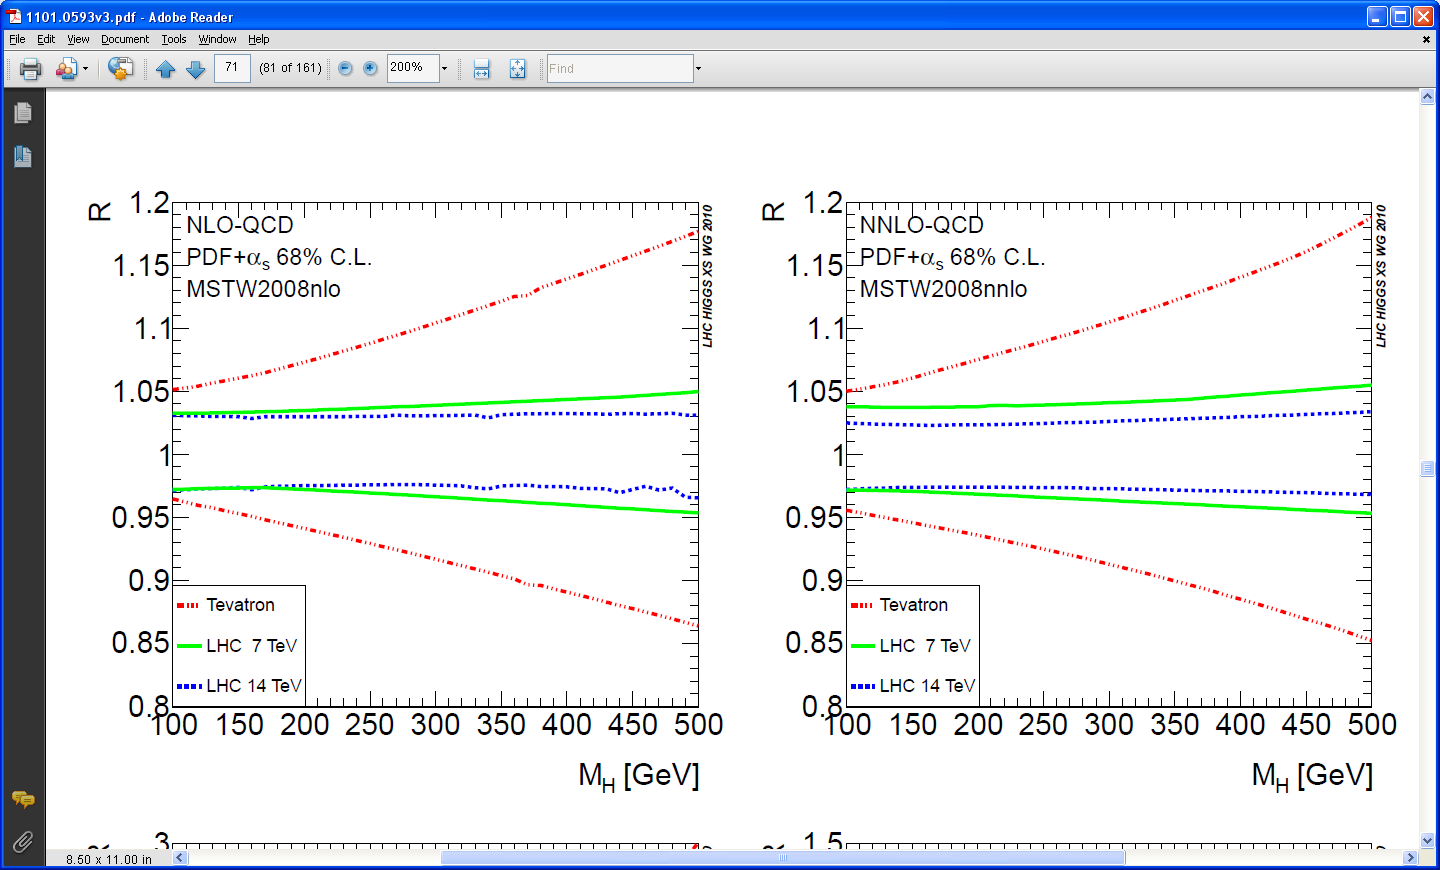 1101.0593v3.pdf - Adobe Reader
File Edit View Document Tools Window Help
71 (81 of 161) 200% Find
R
1.2
1.15
1.1
1.05
1
0.95
0.9
0.85
0.8
NLO-QCD
PDF+αs 68% C.L.
MSTW2008nlo
LHC HIGGS XS WG 2010
Tevatron
LHC 7 TeV
LHC 14 TeV
100 150 200 250 300 350 400 450 500
MH [GeV]
R
1.2
1.15
1.1
1.05
1
0.95
0.9
0.85
0.8
NNLO-QCD
PDF+αs 68% C.L.
MSTW2008nnlo
LHC HIGGS XS WG 2010
Tevatron
LHC 7 TeV
LHC 14 TeV
100 150 200 250 300 350 400 450 500
MH [GeV]
3
1.5
8.50 x 11.00 in